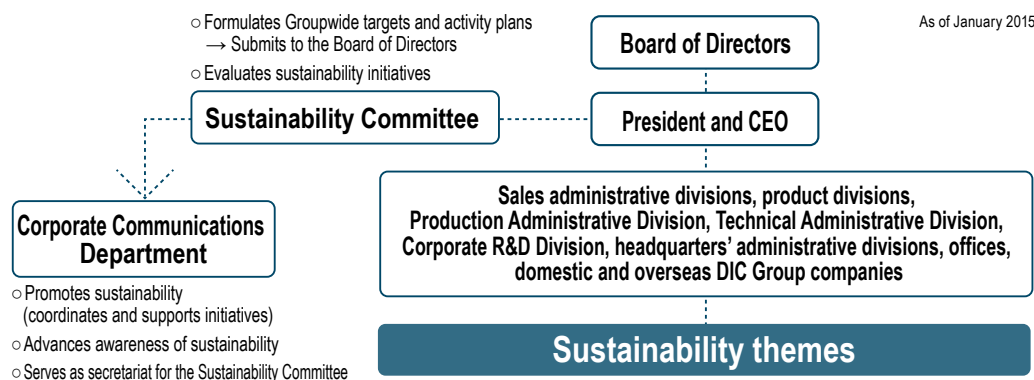 ○ Formulates Groupwide targets and activity plans
→ Submits to the Board of Directors
○ Evaluates sustainability initiatives
As of January 2015
Board of Directors
Sustainability Committee
President and CEO
Corporate Communications
Department
○ Promotes sustainability
(coordinates and supports initiatives)
○ Advances awareness of sustainability
○ Serves as secretariat for the Sustainability Committee
Sales administrative divisions, product divisions,
Production Administrative Division, Technical Administrative Division,
Corporate R&D Division, headquarters’ administrative divisions, offices,
domestic and overseas DIC Group companies
Sustainability themes